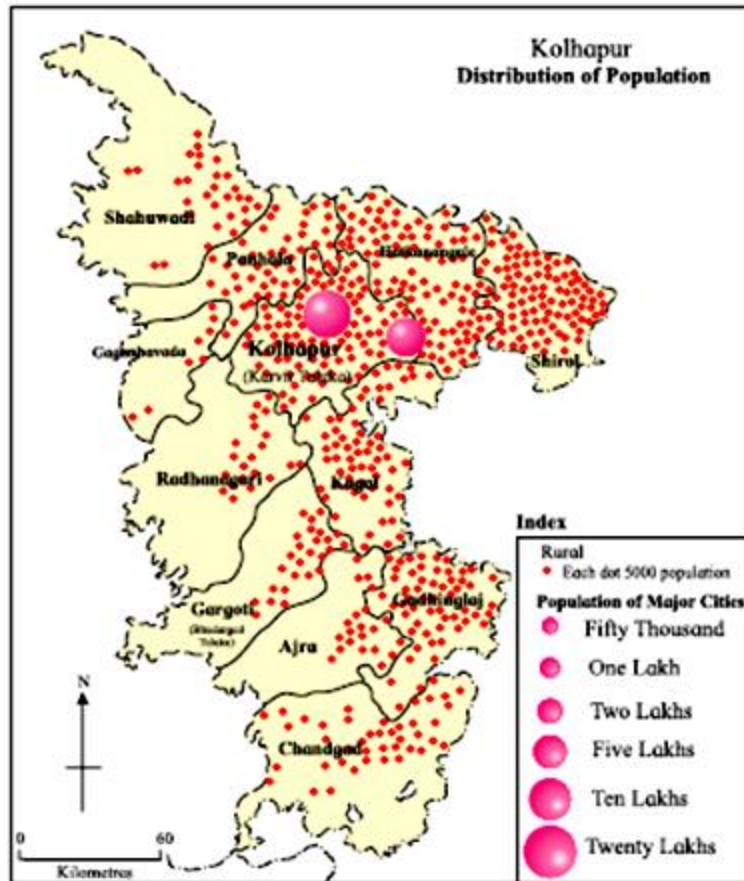 Kolhapur
Distribution of Population
Shahuwadi
Panhala
Gaganbavada
Kolhapur
(Karvir Taluka)
Shirol
Radhanagari
Kagal
Gargoti
Gadhinglaj
Ajra
Chandgad
N
0 60
Kilometres
Index
Rural
Each dot 5000 population
Population of Major Cities
Fifty Thousand
One Lakh
Two Lakhs
Five Lakhs
Ten Lakhs
Twenty Lakhs